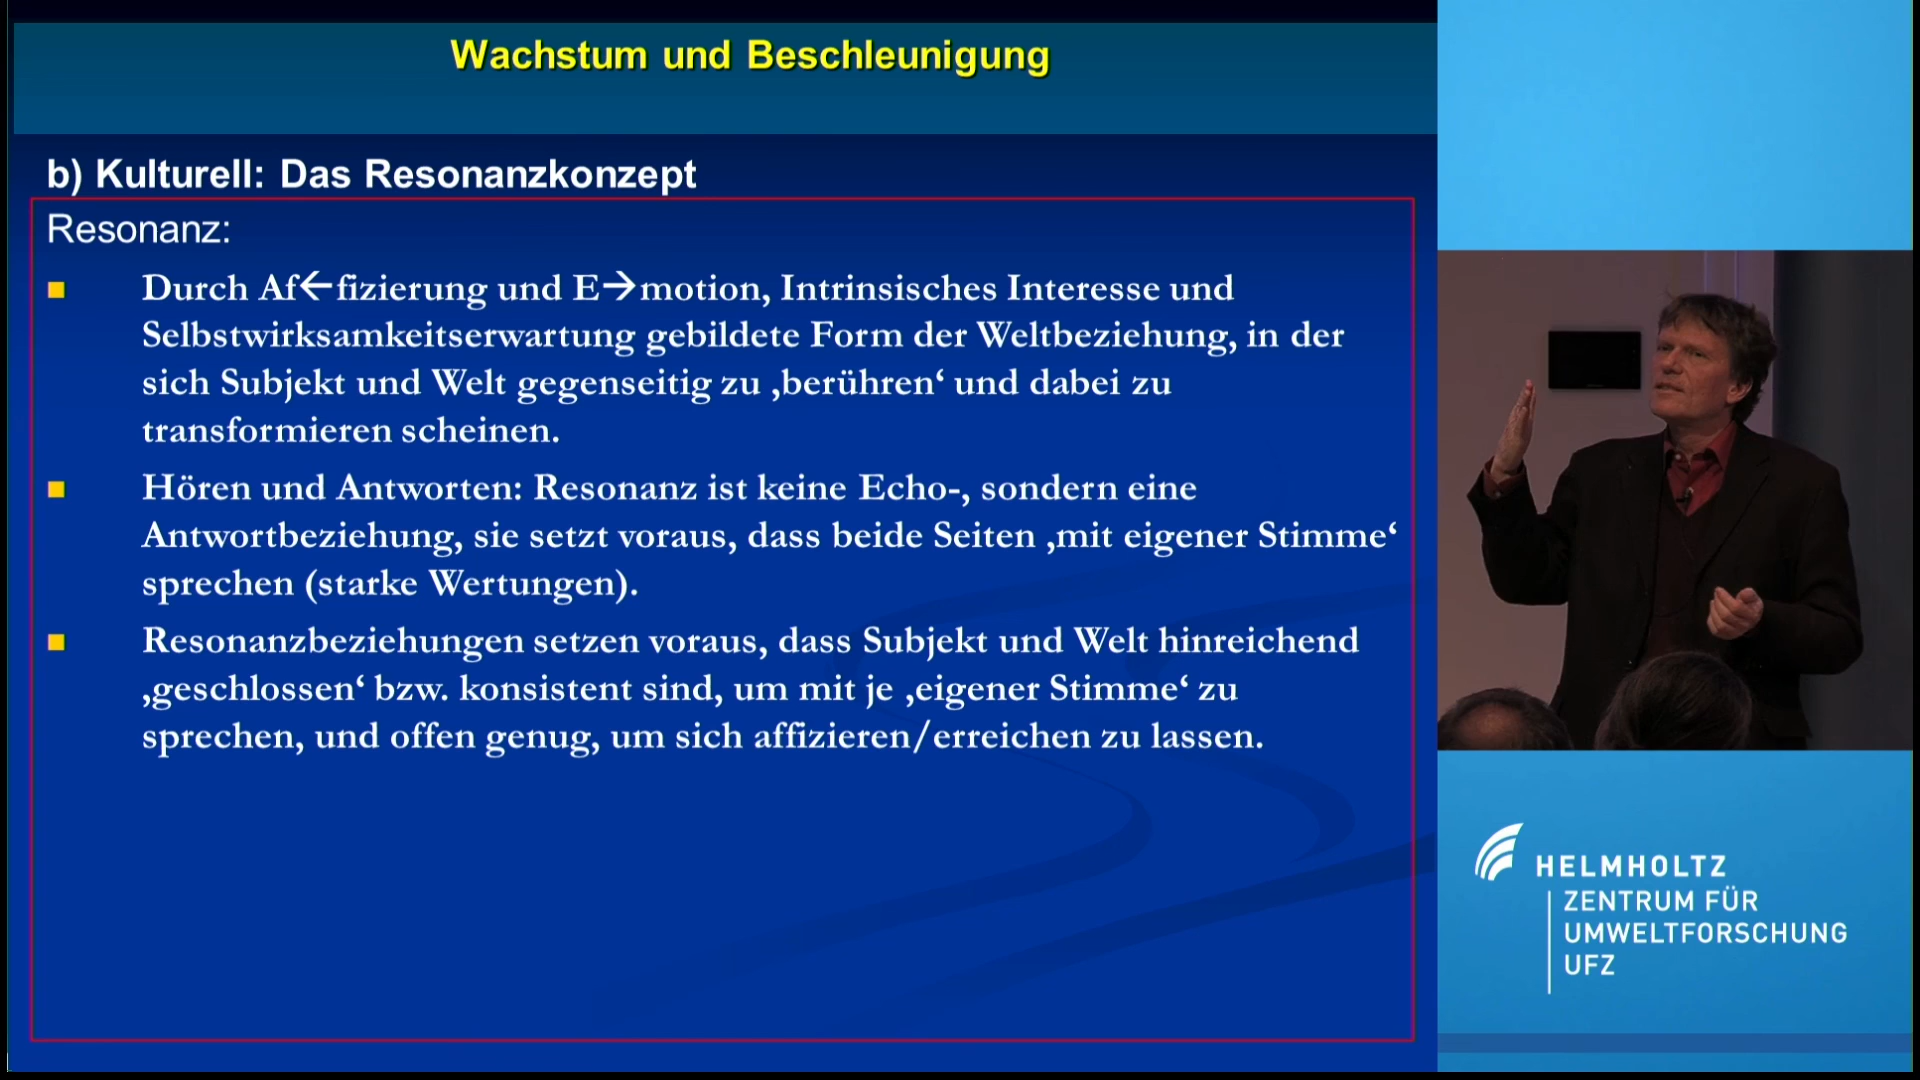 Wachstum und Beschleunigung
b) Kulturell: Das Resonanzkonzept
Resonanz:
Durch Af←fizierung und E→motion, Intrinsisches Interesse und
Selbstwirksamkeitserwartung gebildete Form der Weltbeziehung, in der
sich Subjekt und Welt gegenseitig zu ‚berühren‘ und dabei zu
transformieren scheinen.
Hören und Antworten: Resonanz ist keine Echo-, sondern eine
Antwortbeziehung, sie setzt voraus, dass beide Seiten ‚mit eigener Stimme‘
sprechen (starke Wertungen).
Resonanzbeziehungen setzen voraus, dass Subjekt und Welt hinreichend
‚geschlossen‘ bzw. konsistent sind, um mit je ‚eigener Stimme‘ zu
sprechen, und offen genug, um sich affizieren/erreichen zu lassen.
HELMHOLTZ
ZENTRUM FÜR
UMWELTFORSCHUNG
UFZ